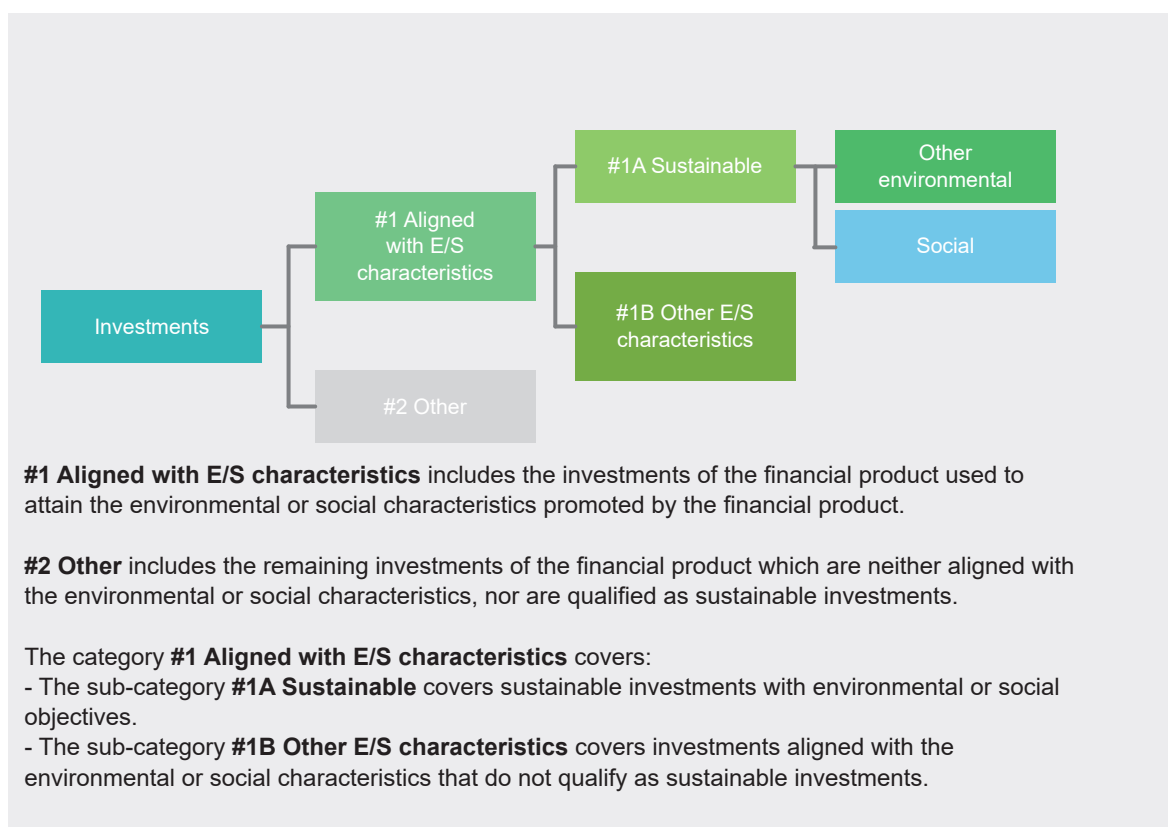 #1A Sustainable
Other
environmental
#1 Aligned
with E/S
characteristics
Social
Investments
#1B Other E/S
characteristics
#2 Other
#1 Aligned with E/S characteristics includes the investments of the financial product used to
attain the environmental or social characteristics promoted by the financial product.
#2 Other includes the remaining investments of the financial product which are neither aligned with
the environmental or social characteristics, nor are qualified as sustainable investments.
The category #1 Aligned with E/S characteristics covers:
- The sub-category #1A Sustainable covers sustainable investments with environmental or social
objectives.
- The sub-category #1B Other E/S characteristics covers investments aligned with the
environmental or social characteristics that do not qualify as sustainable investments.